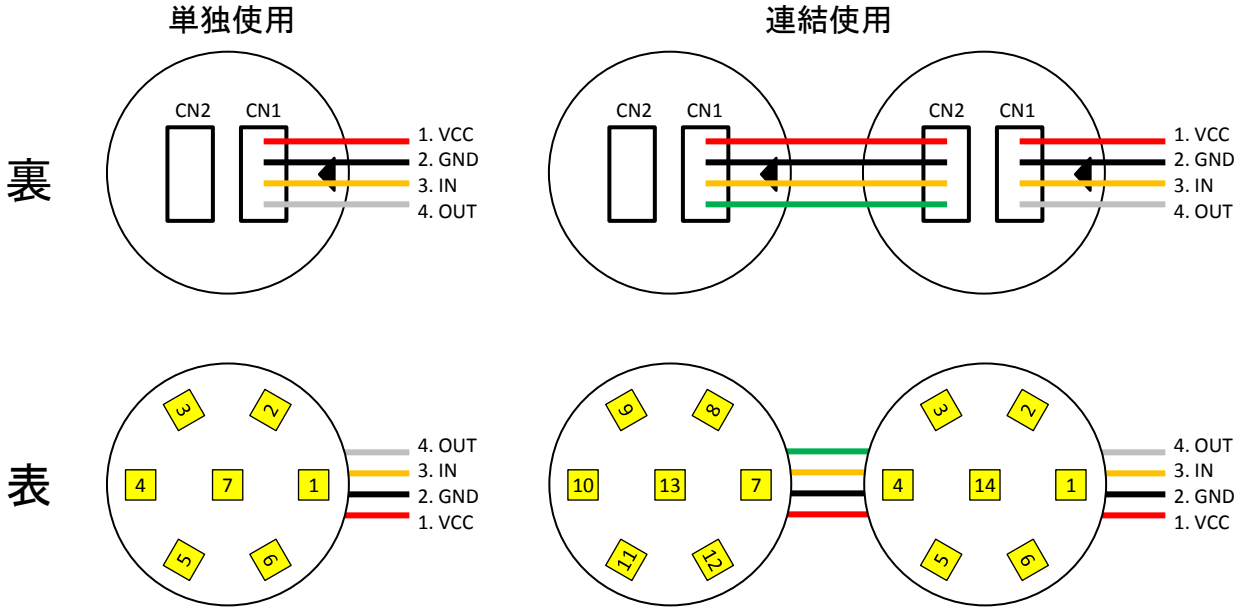 単独使用
連結使用
裏
CN2 CN1
1. VCC
2. GND
3. IN
4. OUT
CN2 CN1
CN2 CN1
1. VCC
2. GND
3. IN
4. OUT
表
3 2
4 7 1
5 6
4. OUT
3. IN
2. GND
1. VCC
9 8
10 13 7
11 12
3 2
4 14 1
5 6
4. OUT
3. IN
2. GND
1. VCC